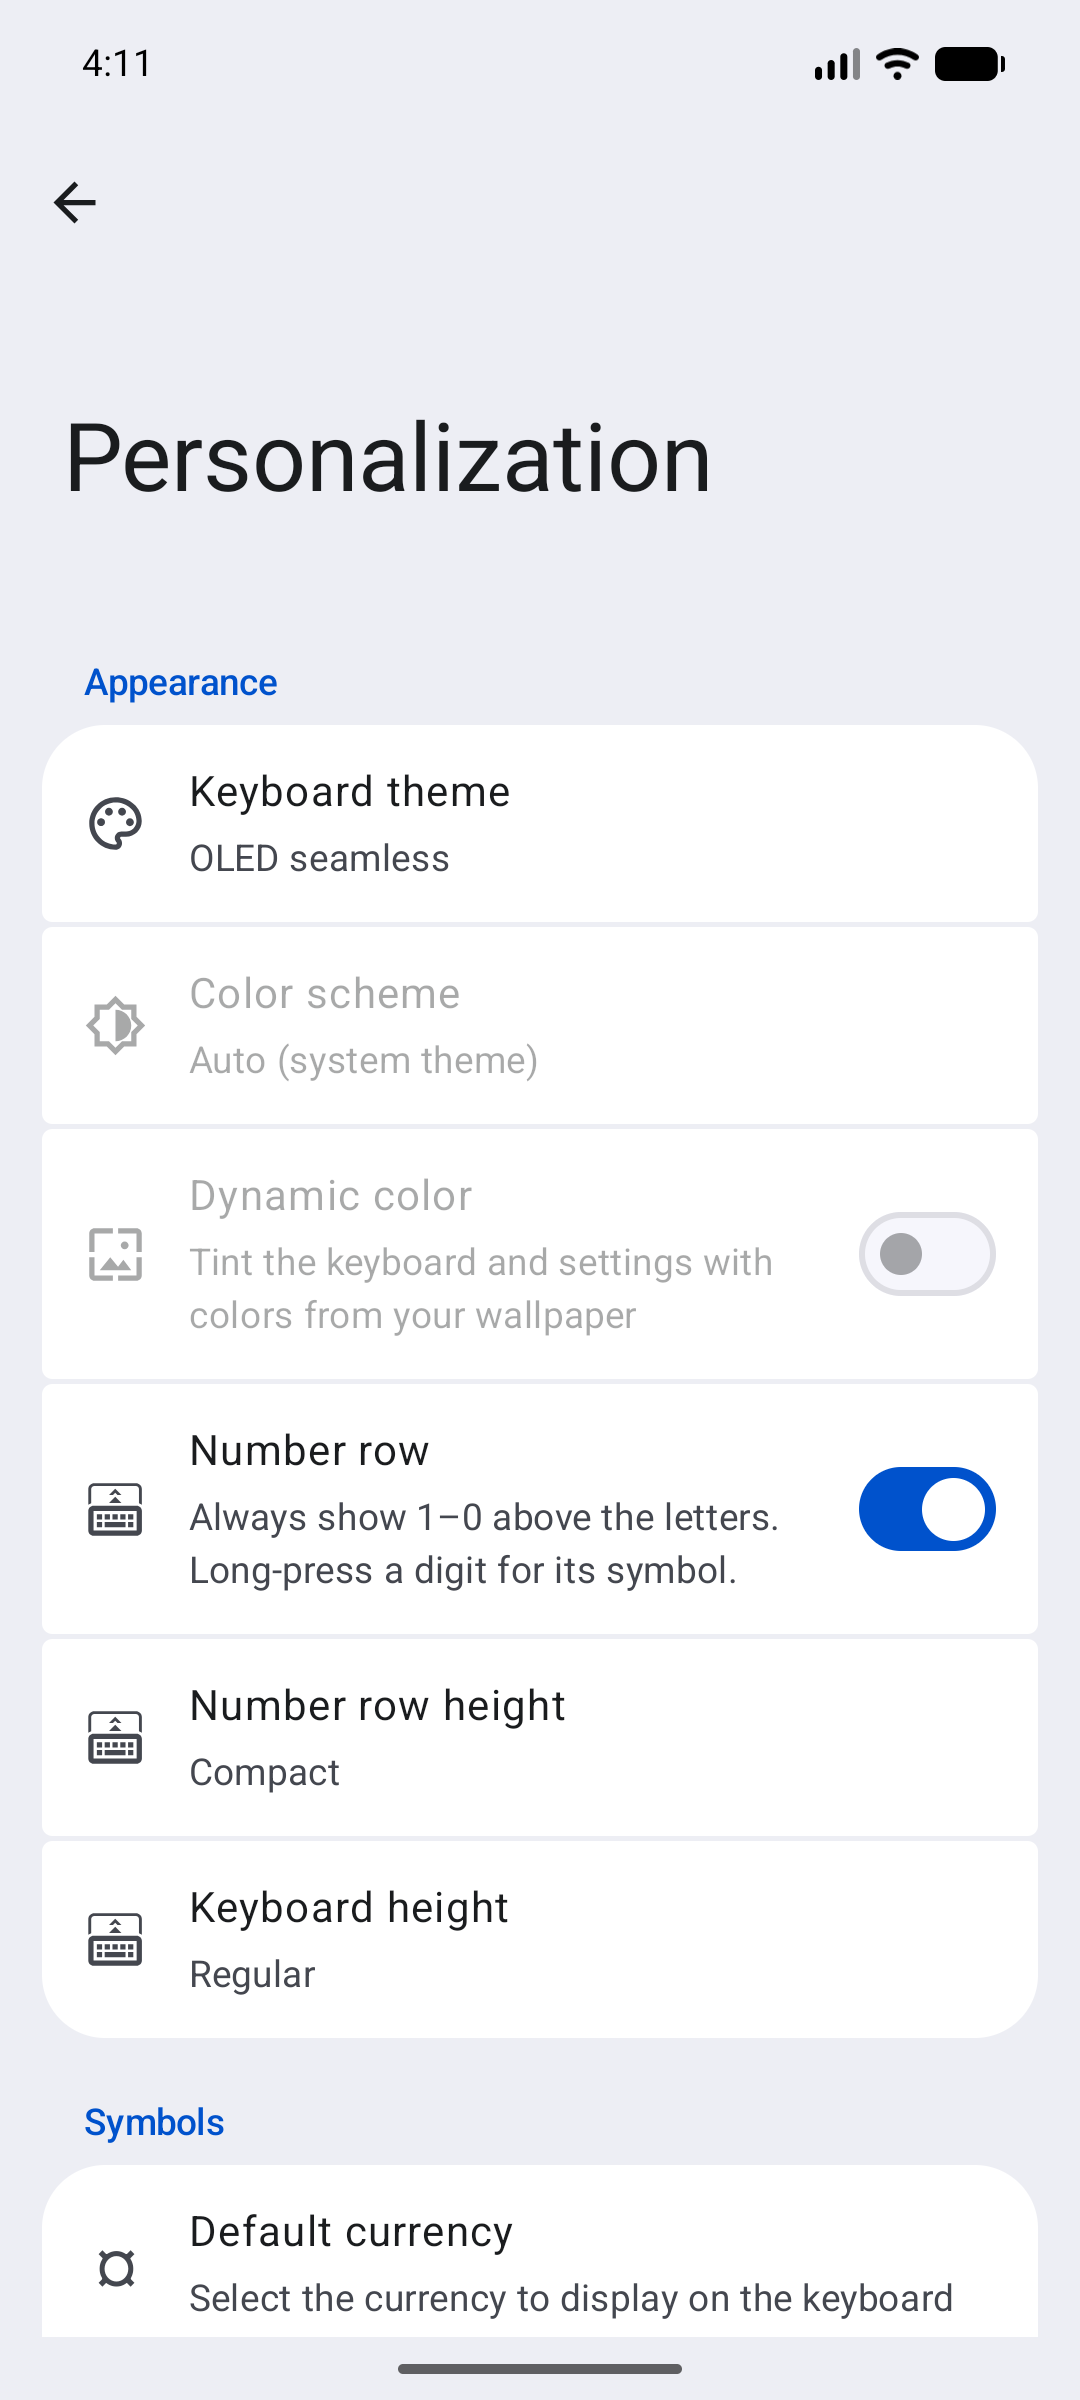 4:11
Personalization
Appearance
Keyboard theme
OLED seamless
Color scheme
Auto (system theme)
Dynamic color
Tint the keyboard and settings with
colors from your wallpaper
Number row
Always show 1–0 above the letters.
Long-press a digit for its symbol.
Number row height
Compact
Keyboard height
Regular
Symbols
Default currency
Select the currency to display on the keyboard